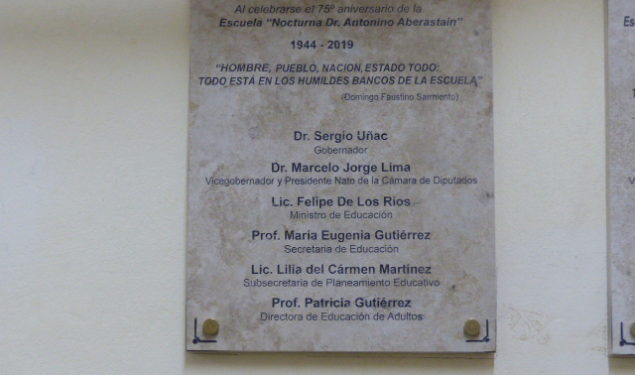 Al celebrarse el 75º aniversario de la
Escuela "Nocturna Dr. Antonino Aberastain"
1944 - 2019
"HOMBRE, PUEBLO, NACION, ESTADO TODO:
TODO ESTÁ EN LOS HUMILDES BANCOS DE LA ESCUELA"
(Domingo Faustino Sarmiento)
Dr. Sergio Uñac
Gobernador
Dr. Marcelo Jorge Lima
Vicegobernador y Presidente Nato de la Cámara de Diputados
Lic. Felipe De Los Ríos
Ministro de Educación
Prof. María Eugenia Gutiérrez
Secretaria de Educación
Lic. Lilia del Cármen Martínez
Subsecretaria de Planeamiento Educativo
Prof. Patricia Gutiérrez
Directora de Educación de Adultos